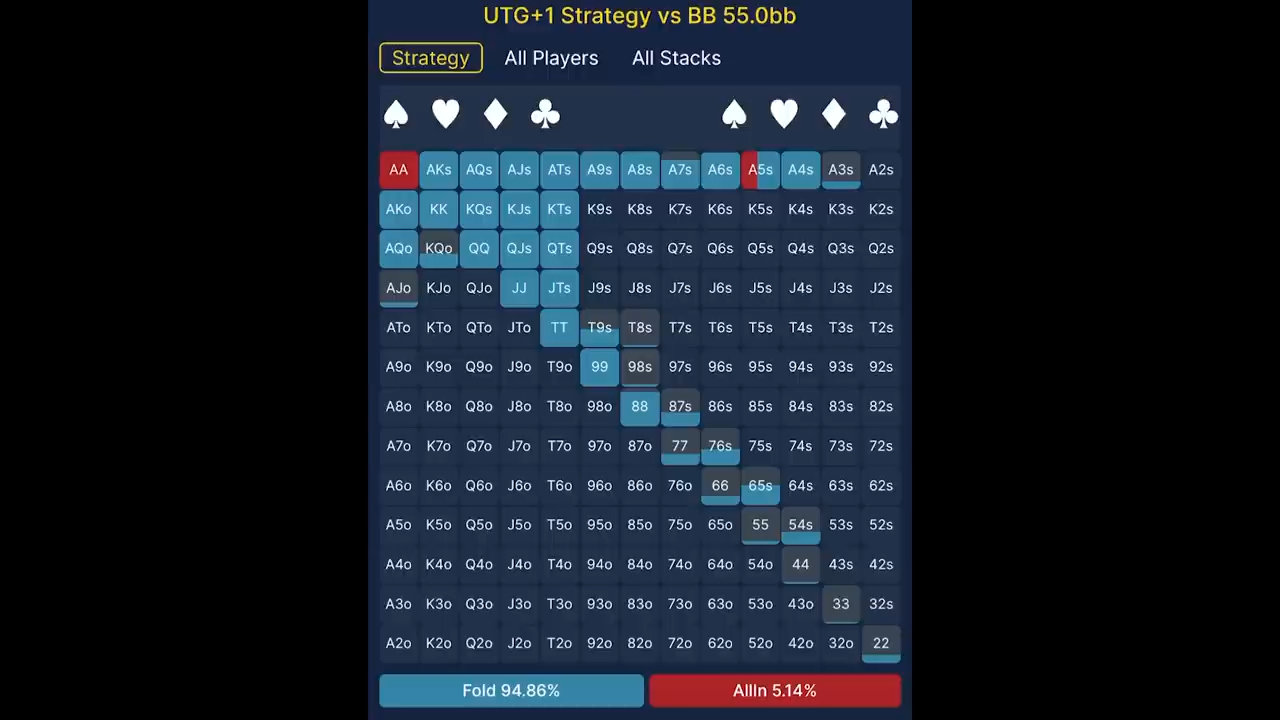 UTG+1 Strategy vs BB 55.0bb
Strategy All Players All Stacks
AA AKs AQs AJs ATs A9s A8s A7s A6s A5s A4s A3s A2s
AKo KK KQs KJs KTs K9s K8s K7s K6s K5s K4s K3s K2s
AQo KQo QQ QJs QTs Q9s Q8s Q7s Q6s Q5s Q4s Q3s Q2s
AJo KJo QJo JJ JTs J9s J8s J7s J6s J5s J4s J3s J2s
ATo KTo QTo JTo TT T9s T8s T7s T6s T5s T4s T3s T2s
A9o K9o Q9o J9o T9o 99 98s 97s 96s 95s 94s 93s 92s
A8o K8o Q8o J8o T8o 98o 88 87s 86s 85s 84s 83s 82s
A7o K7o Q7o J7o T7o 97o 87o 77 76s 75s 74s 73s 72s
A6o K6o Q6o J6o T6o 96o 86o 76o 66 65s 64s 63s 62s
A5o K5o Q5o J5o T5o 95o 85o 75o 65o 55 54s 53s 52s
A4o K4o Q4o J4o T4o 94o 84o 74o 64o 54o 44 43s 42s
A3o K3o Q3o J3o T3o 93o 83o 73o 63o 53o 43o 33 32s
A2o K2o Q2o J2o T2o 92o 82o 72o 62o 52o 42o 32o 22
Fold 94.86% AllIn 5.14%